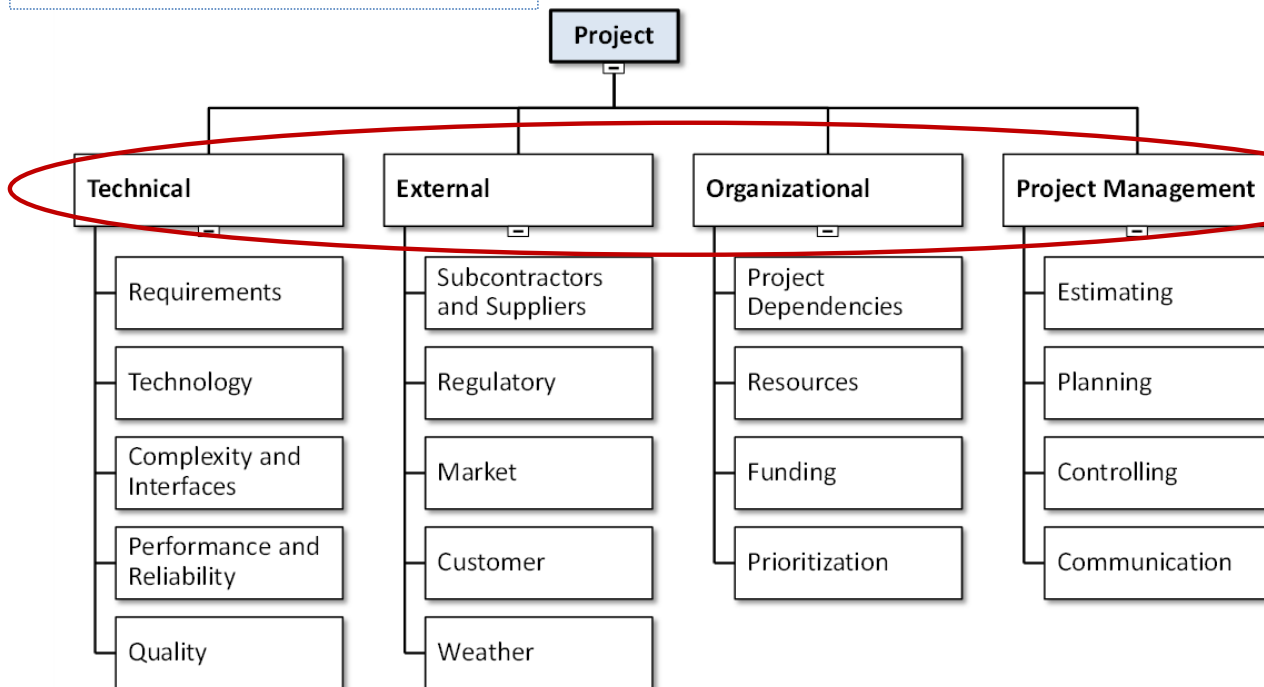 Project
Technical
External
Organizational
Project Management
Requirements
Technology
Complexity and
Interfaces
Performance and
Reliability
Quality
Subcontractors
and Suppliers
Regulatory
Market
Customer
Weather
Project
Dependencies
Resources
Funding
Prioritization
Estimating
Planning
Controlling
Communication